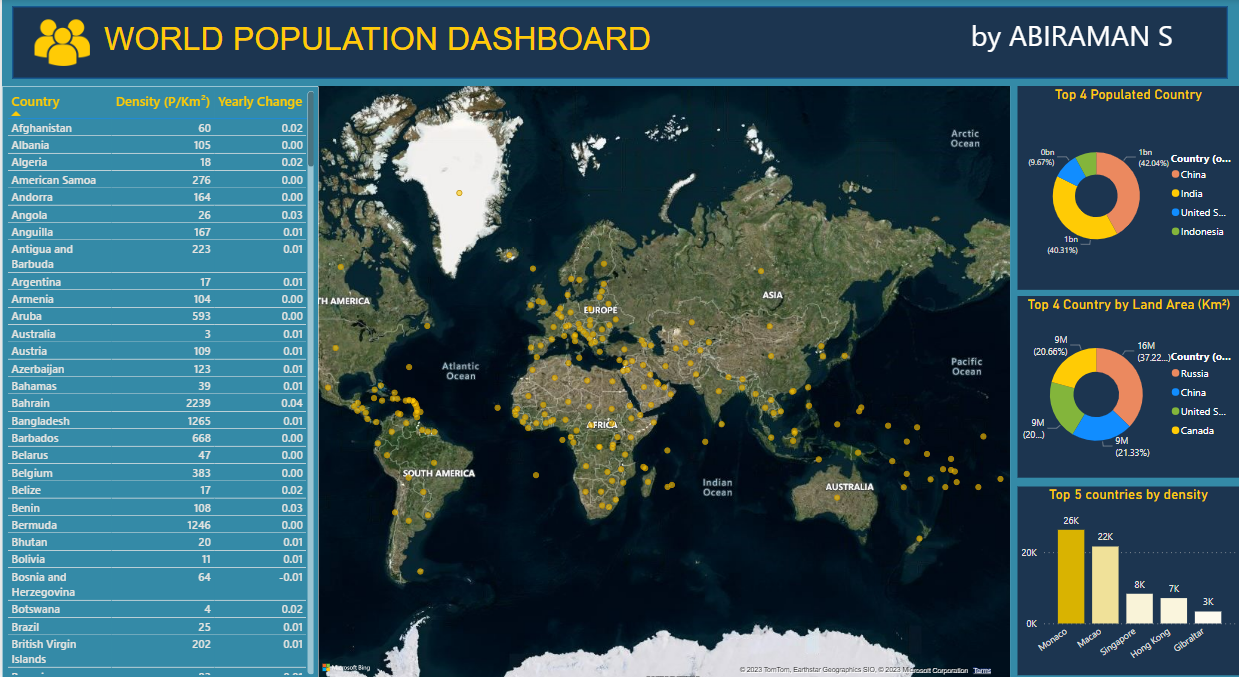 WORLD POPULATION DASHBOARD
by ABIRAMAN S
Country Density (P/Km²) Yearly Change
Afghanistan 60 0.02
Albania 105 0.00
Algeria 18 0.02
American Samoa 276 0.00
Andorra 164 0.00
Angola 26 0.03
Anguilla 167 0.01
Antigua and 223 0.01
Barbuda
Argentina 17 0.01
Armenia 104 0.00
Aruba 593 0.00
Australia 3 0.01
Austria 109 0.01
Azerbaijan 123 0.01
Bahamas 39 0.01
Bahrain 2239 0.04
Bangladesh 1265 0.01
Barbados 668 0.00
Belarus 47 0.00
Belgium 383 0.00
Belize 17 0.02
Benin 108 0.03
Bermuda 1246 0.00
Bhutan 20 0.01
Bolivia 11 0.01
Bosnia and 64 -0.01
Herzegovina
Botswana 4 0.02
Brazil 25 0.01
British Virgin 202 0.01
Islands
Arctic
Ocean
TH AMERICA
EUROPE
ASIA
Atlantic
Ocean
Pacific
Ocean
AFRICA
SOUTH AMERICA
Indian
Ocean
AUSTRALIA
Microsoft Bing
© 2023 TomTom, Earthstar Geographics SIO, © 2023 Microsoft Corporation Terms
Top 4 Populated Country
0bn
(9.67%)
1bn
(42.04%)
1bn
(40.31%)
Country (o...
China
India
United S...
Indonesia
Top 4 Country by Land Area (Km²)
9M
(20.66%)
16M
(37.22...)
9M
(20...)
9M
(21.33%)
Country (o...
Russia
China
United S...
Canada
Top 5 countries by density
26K
22K
20K
8K
7K
3K
0K
Monaco
Macao
Singapore
Hong Kong
Gibraltar